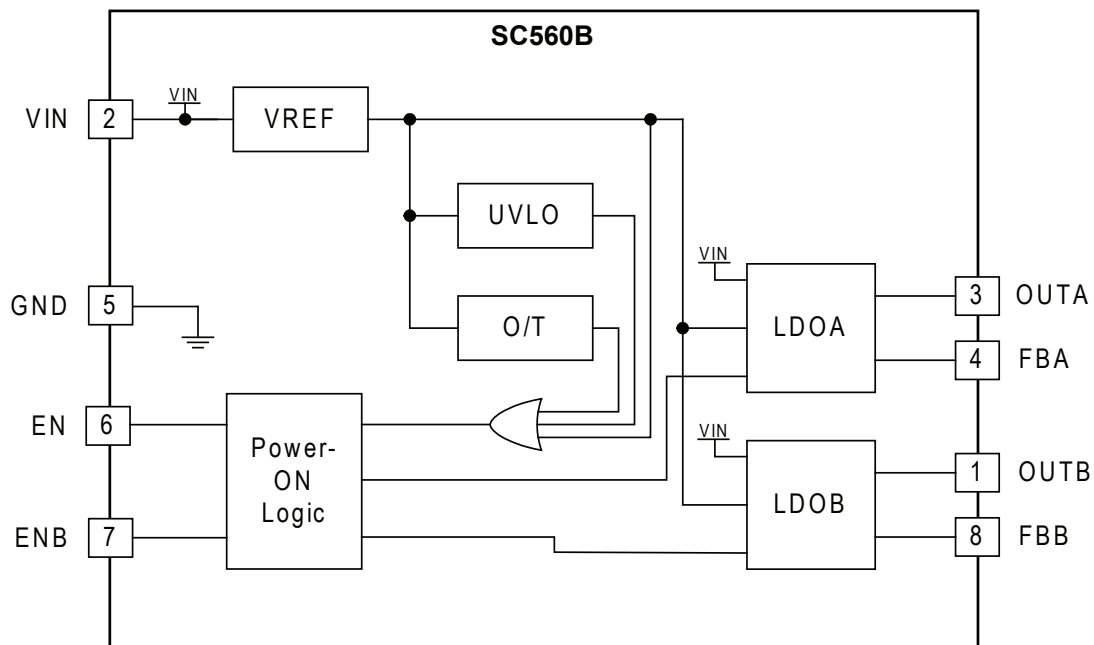 SC560B
VIN 2
VIN
VREF
UVLO
GND 5
O/T
VIN
LDOA
3 OUTA
4 FBA
EN 6
Power-
ON
Logic
VIN
LDOB
1 OUTB
8 FBB
ENB 7